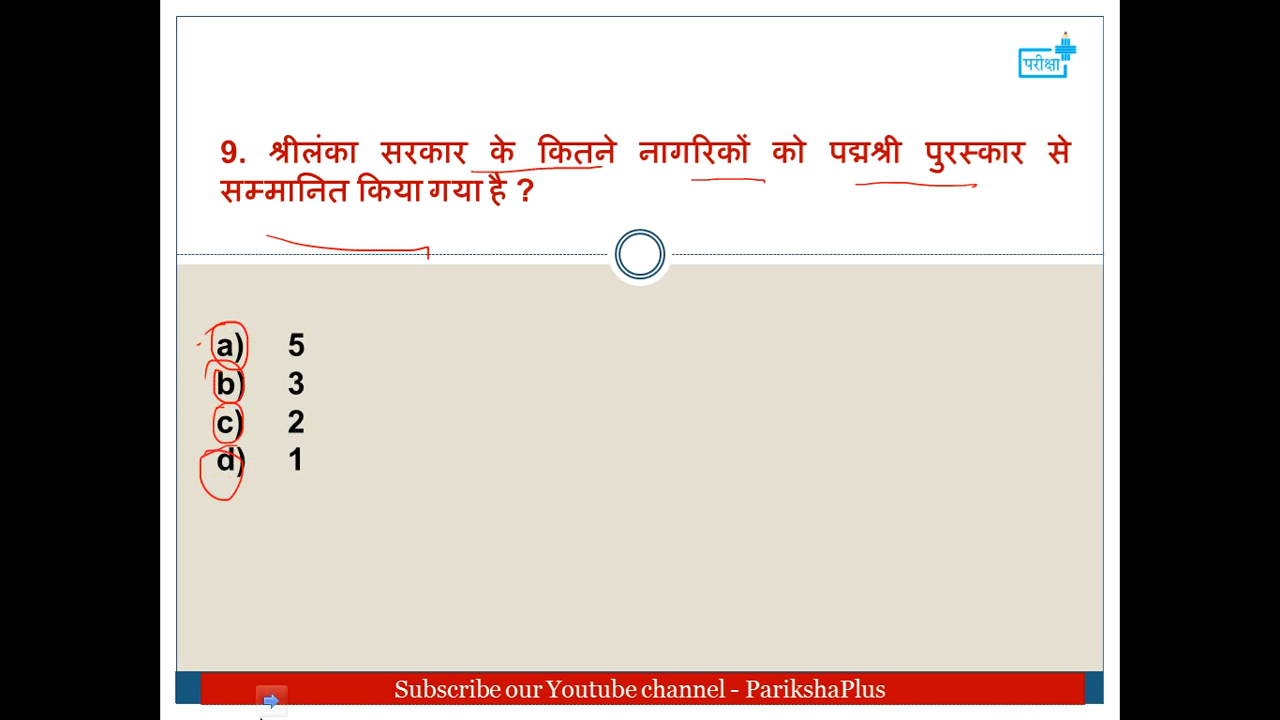 परीक्षा
9. श्रीलंका सरकार के कितने नागरिकों को पद्मश्री पुरस्कार से
सम्मानित किया गया है ?
a) 5
b) 3
c) 2
d) 1
Subscribe our Youtube channel - ParikshaPlus